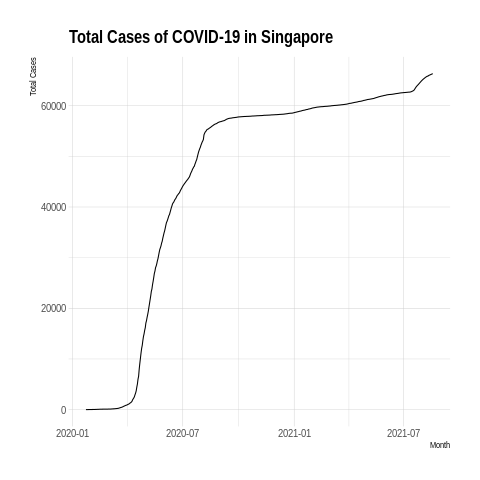 Total Cases of COVID-19 in Singapore
Total Cases
60000
40000
20000
0
2020-01 2020-07 2021-01 2021-07
Month